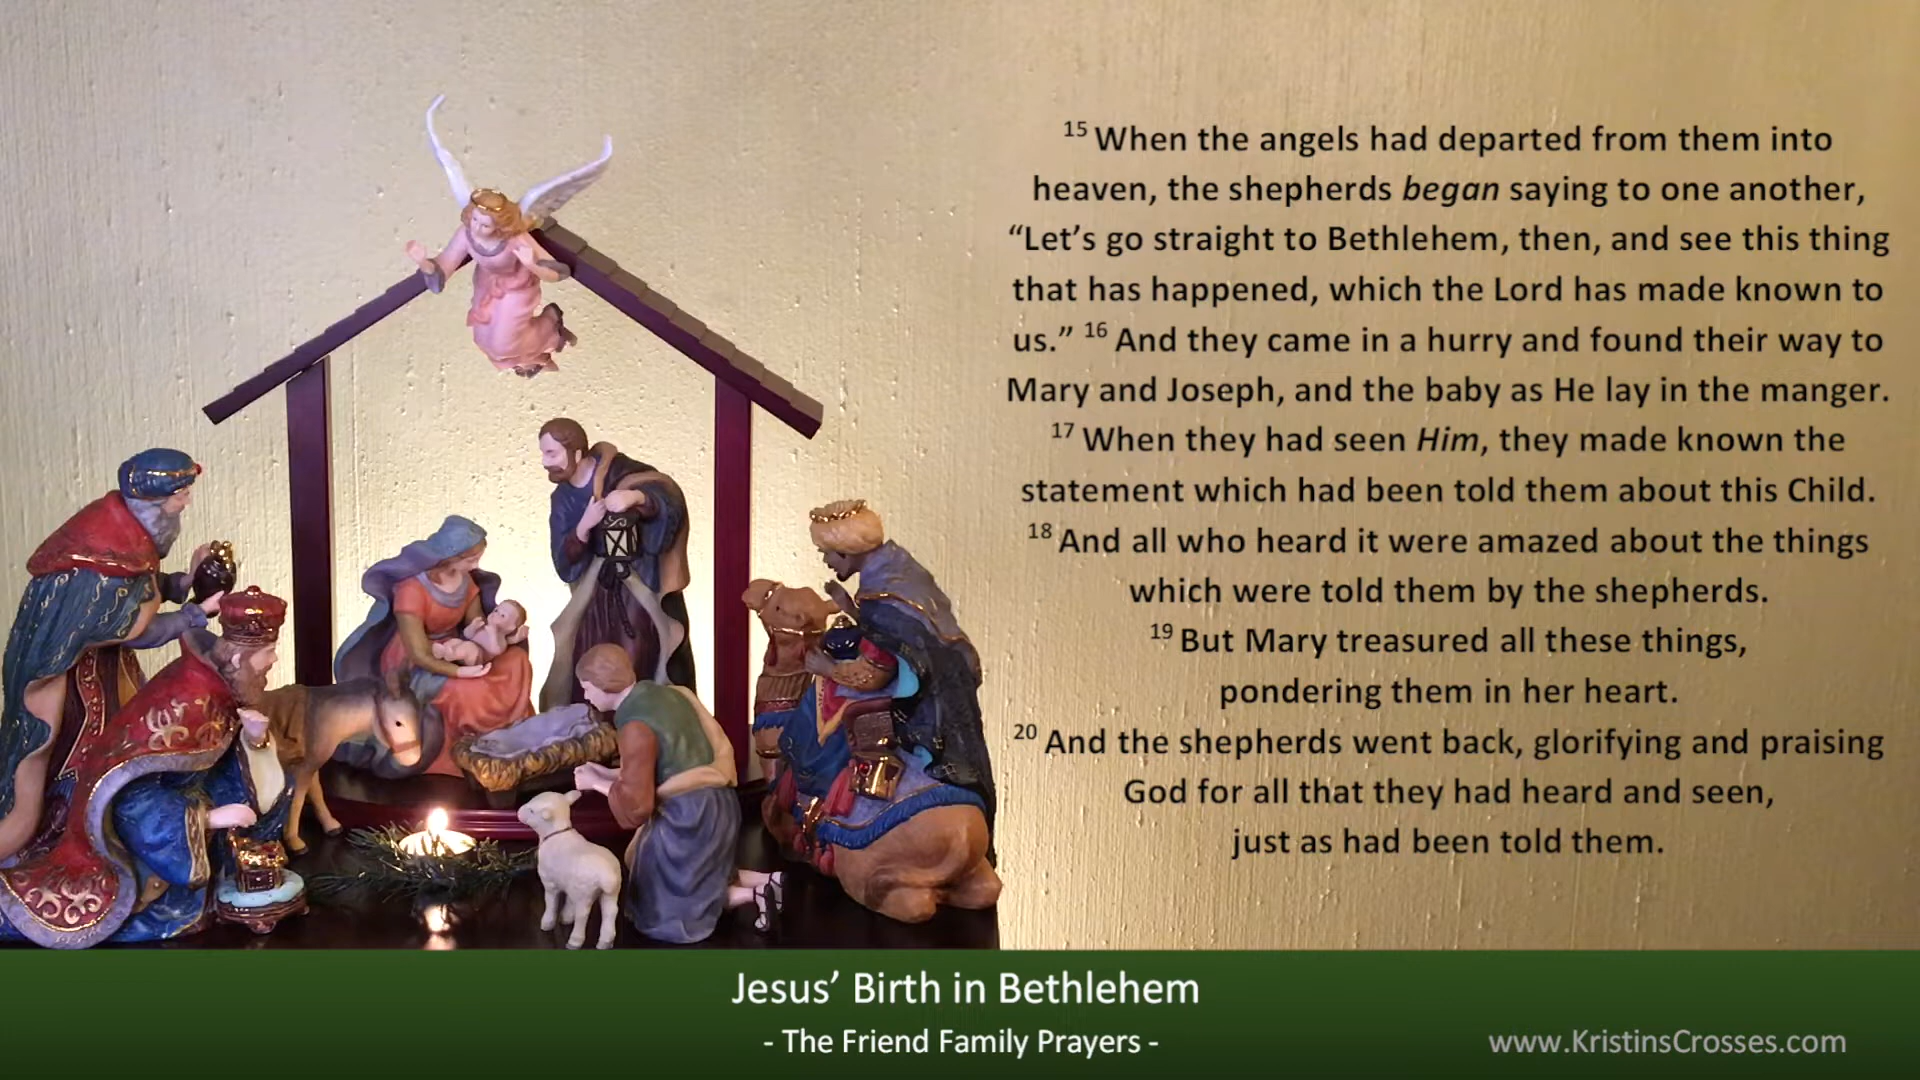 15 When the angels had departed from them into
heaven, the shepherds began saying to one another,
“Let’s go straight to Bethlehem, then, and see this thing
that has happened, which the Lord has made known to
us.” 16 And they came in a hurry and found their way to
Mary and Joseph, and the baby as He lay in the manger.
17 When they had seen Him, they made known the
statement which had been told them about this Child.
18 And all who heard it were amazed about the things
which were told them by the shepherds.
19 But Mary treasured all these things,
pondering them in her heart.
20 And the shepherds went back, glorifying and praising
God for all that they had heard and seen,
just as had been told them.
Jesus’ Birth in Bethlehem
- The Friend Family Prayers -
www.KristinsCrosses.com